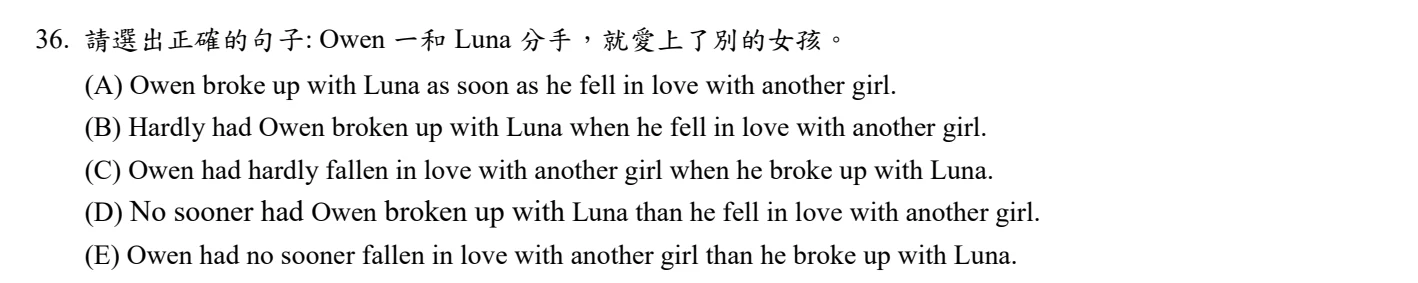 36. 請選出正確的句子: Owen 一和 Luna 分手，就愛上了別的女孩。
(A) Owen broke up with Luna as soon as he fell in love with another girl.
(B) Hardly had Owen broken up with Luna when he fell in love with another girl.
(C) Owen had hardly fallen in love with another girl when he broke up with Luna.
(D) No sooner had Owen broken up with Luna than he fell in love with another girl.
(E) Owen had no sooner fallen in love with another girl than he broke up with Luna.